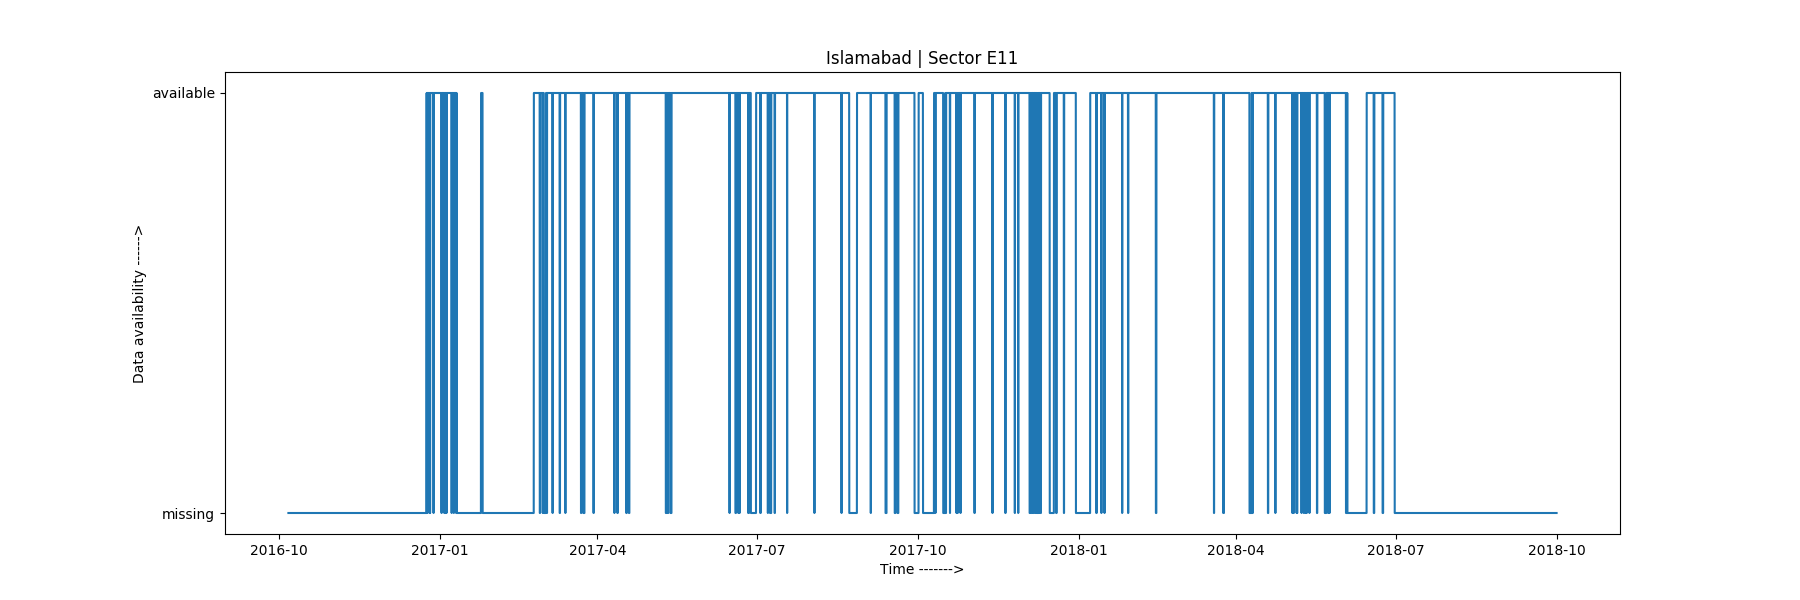 Islamabad | Sector E11
available
missing
Data availability ------>
2016-10 2017-01 2017-04 2017-07 2017-10 2018-01 2018-04 2018-07 2018-10
Time ------->